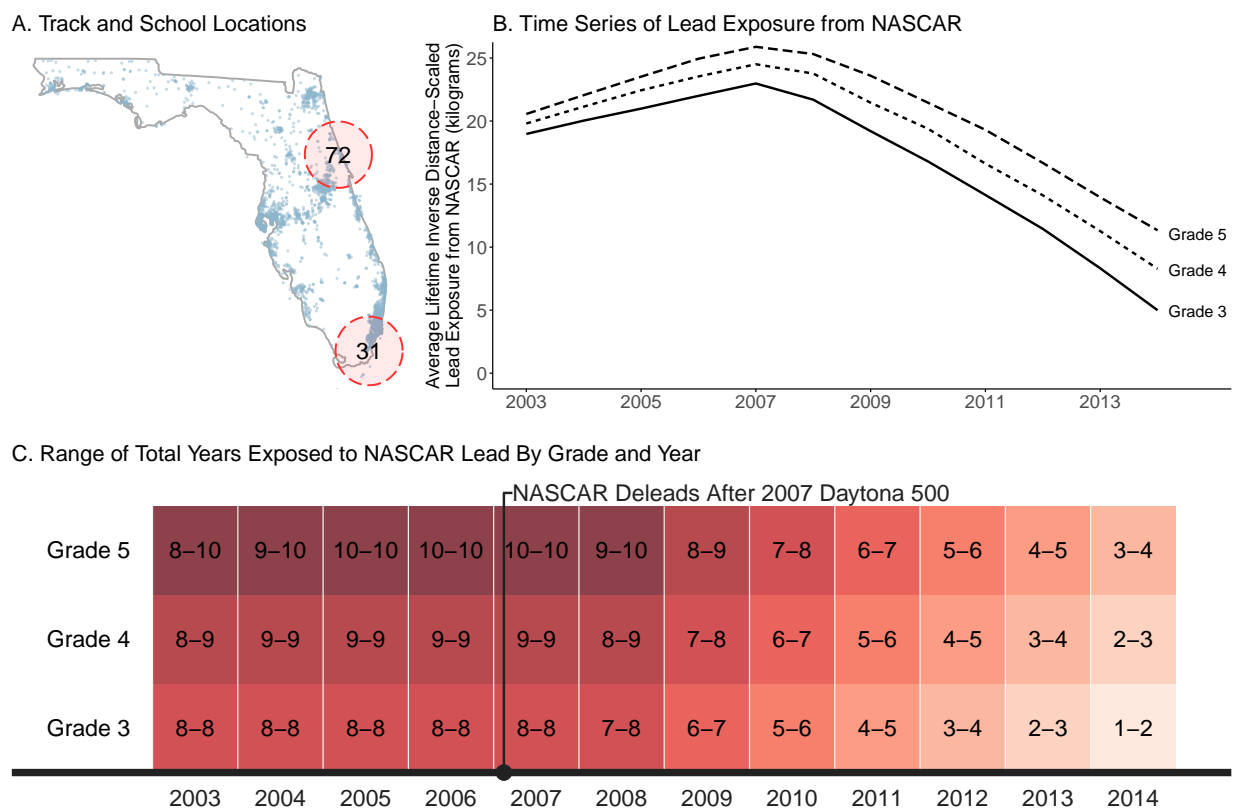 A. Track and School Locations
72
31
B. Time Series of Lead Exposure from NASCAR
Average Lifetime Inverse Distance−Scaled
Lead Exposure from NASCAR (kilograms)
25
20
15
10
5
0
Grade 5
Grade 4
Grade 3
2003 2005 2007 2009 2011 2013
C. Range of Total Years Exposed to NASCAR Lead By Grade and Year
NASCAR Deleads After 2007 Daytona 500
Grade 5 8−10 9−10 10−10 10−10 10−10 9−10 8−9 7−8 6−7 5−6 4−5 3−4
Grade 4 8−9 9−9 9−9 9−9 9−9 8−9 7−8 6−7 5−6 4−5 3−4 2−3
Grade 3 8−8 8−8 8−8 8−8 8−8 7−8 6−7 5−6 4−5 3−4 2−3 1−2
2003 2004 2005 2006 2007 2008 2009 2010 2011 2012 2013 2014